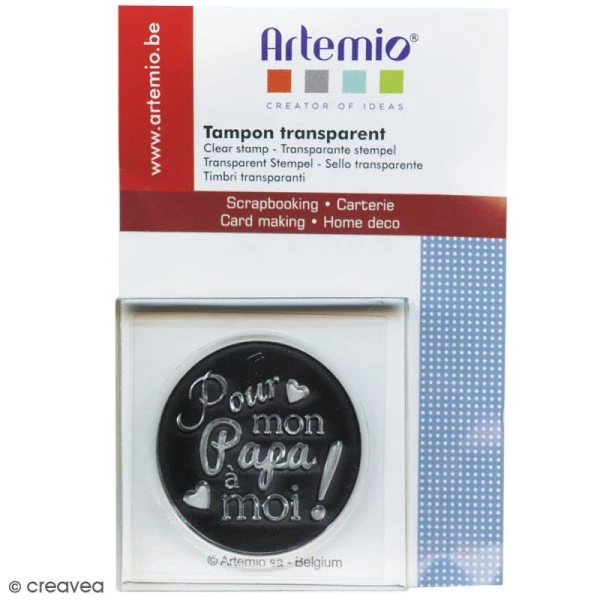 www.artemio.be
Artemio®
CREATOR OF IDEAS
Tampon transparent
Clear stamp - Transparante stempel
Transparent Stempel - Sello transparente
Timbri transparanti
Scrapbooking • Carterie
Card making • Home deco
Pour
mon
Papa
à
moi !
© Artemio sa - Belgium
© creavea